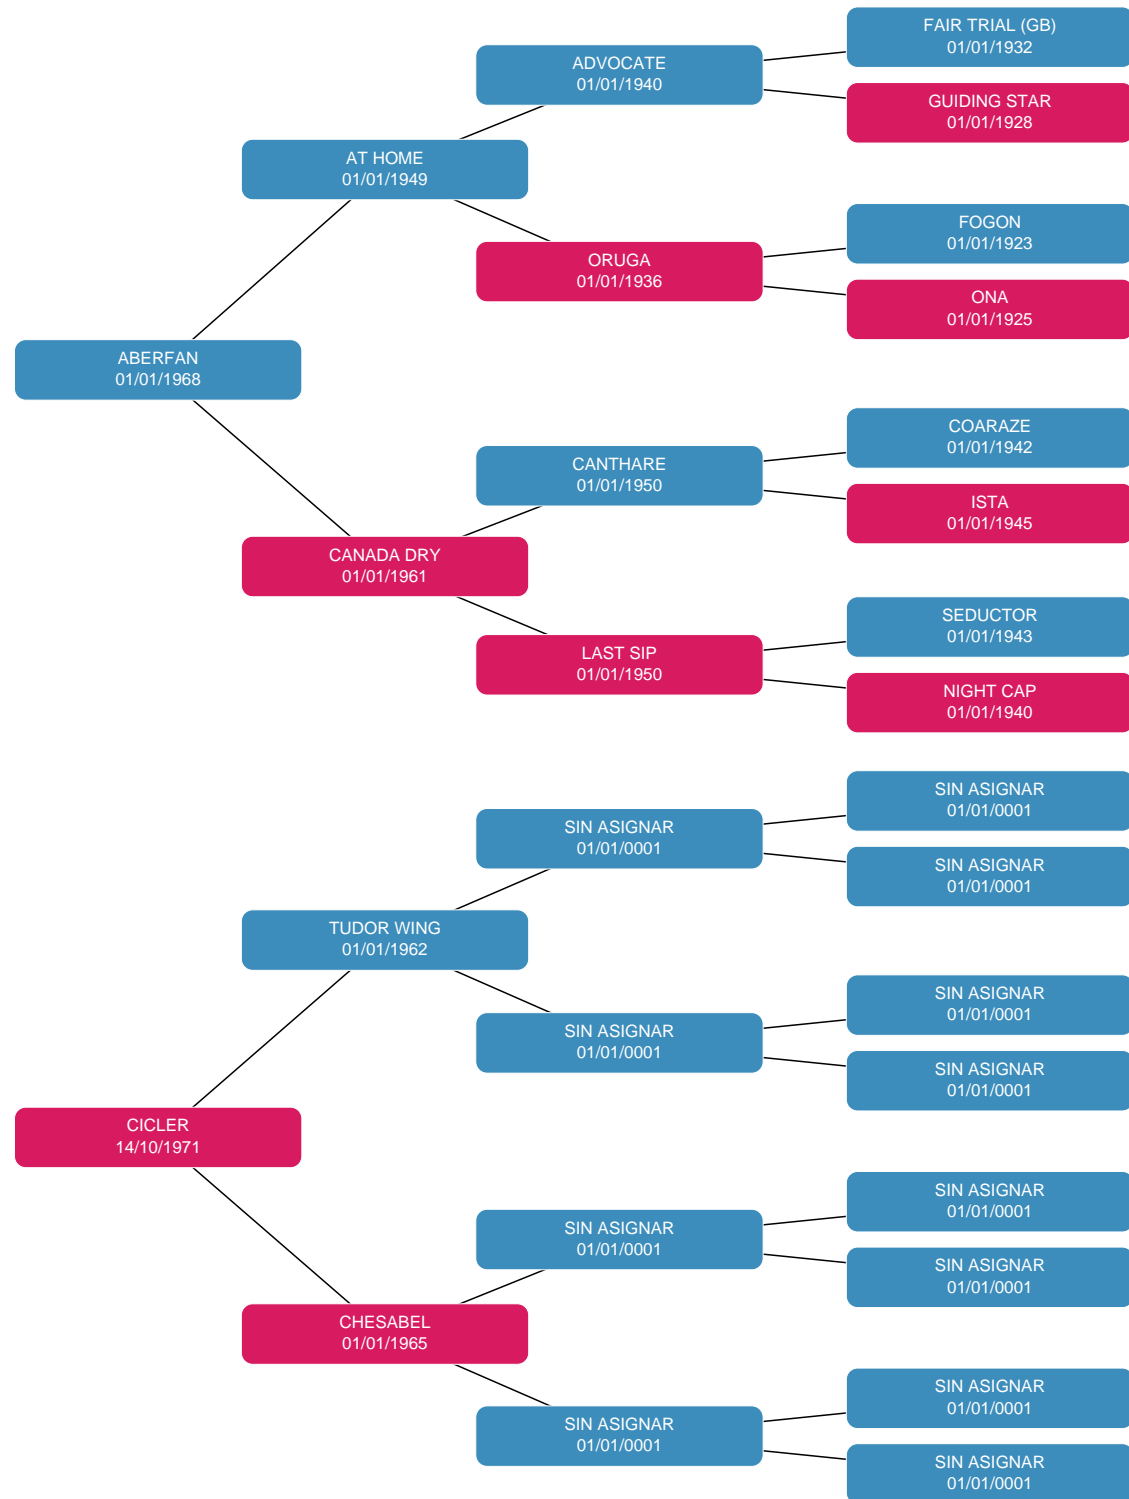 FAIR TRIAL (GB)
01/01/1932
ADVOCATE
01/01/1940
GUIDING STAR
01/01/1928
AT HOME
01/01/1949
FOGON
01/01/1923
ORUGA
01/01/1936
ONA
01/01/1925
ABERFAN
01/01/1968
COARAZE
01/01/1942
CANTHARE
01/01/1950
ISTA
01/01/1945
CANADA DRY
01/01/1961
SEDUCTOR
01/01/1943
LAST SIP
01/01/1950
NIGHT CAP
01/01/1940
SIN ASIGNAR
01/01/0001
SIN ASIGNAR
01/01/0001
SIN ASIGNAR
01/01/0001
TUDOR WING
01/01/1962
SIN ASIGNAR
01/01/0001
SIN ASIGNAR
01/01/0001
SIN ASIGNAR
01/01/0001
CICLER
14/10/1971
SIN ASIGNAR
01/01/0001
SIN ASIGNAR
01/01/0001
SIN ASIGNAR
01/01/0001
CHESABEL
01/01/1965
SIN ASIGNAR
01/01/0001
SIN ASIGNAR
01/01/0001
SIN ASIGNAR
01/01/0001